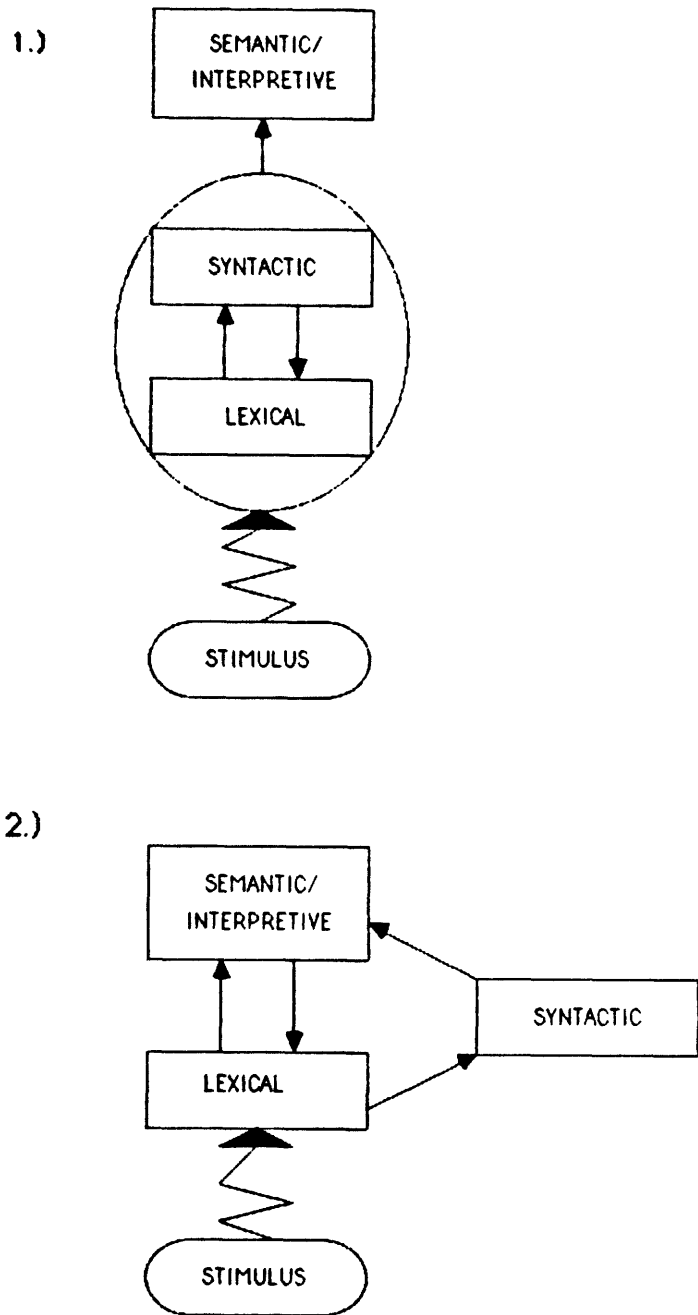 1.)
SEMANTIC/
INTERPRETIVE
SYNTACTIC
LEXICAL
STIMULUS
2.)
SEMANTIC/
INTERPRETIVE
SYNTACTIC
LEXICAL
STIMULUS